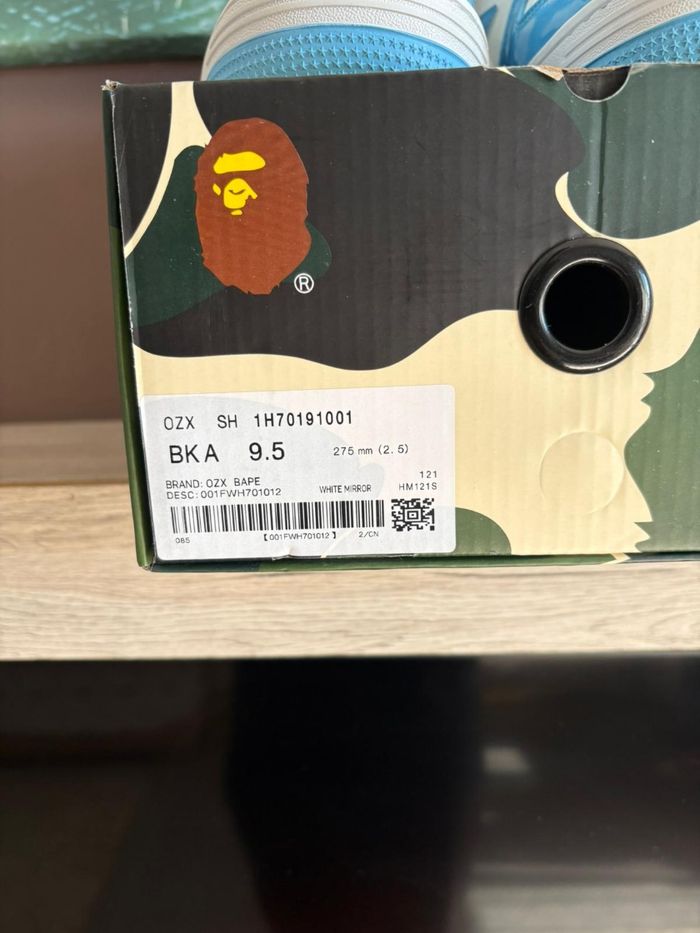 ®
OZX SH 1H70191001
BKA 9.5 275 mm (2.5)
BRAND: OZX BAPE
DESC: 001FWH701012 WHITE MIRROR
121
HM121S
085 【001FWH701012】 2/CN